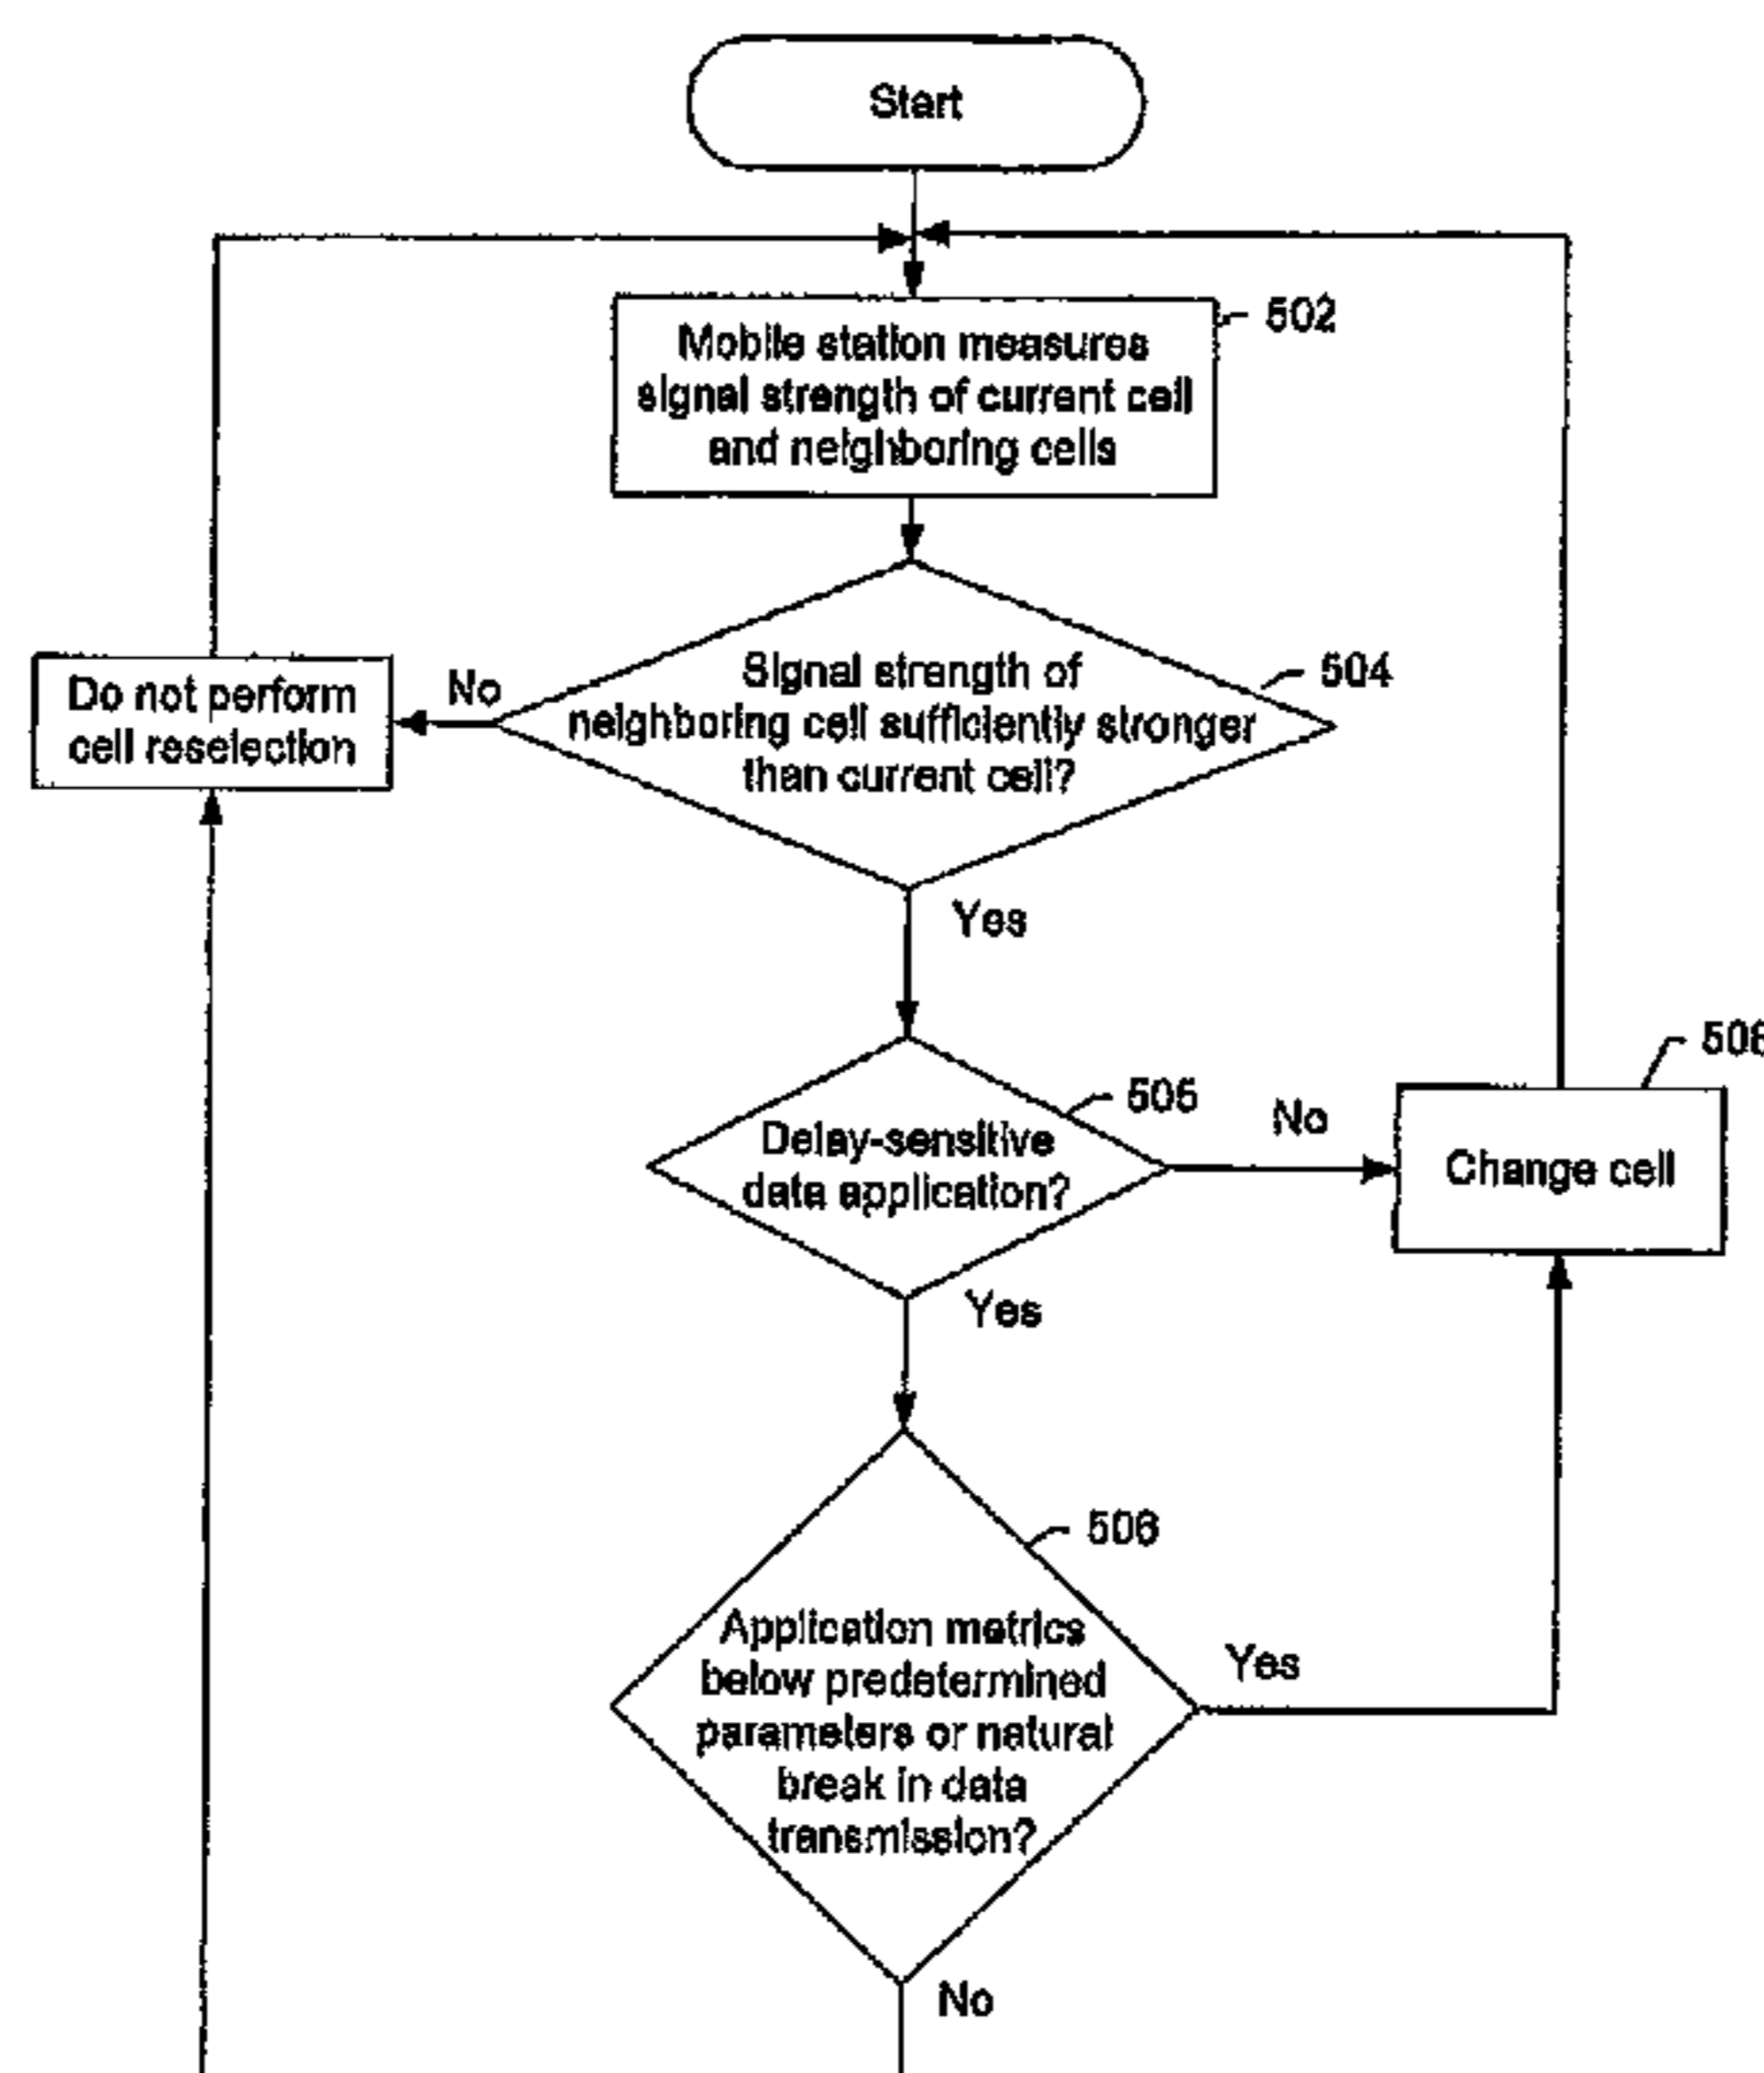 Start
502
Mobile station measures
signal strength of current cell
and neighboring cells
504
Signal strength of
neighboring cell sufficiently stronger
than current cell?
No
Do not perform
cell reselection
Yes
505
Delay-sensitive
data application?
No
508
Change cell
Yes
506
Application metrics
below predetermined
parameters or natural
break in data
transmission?
Yes
No